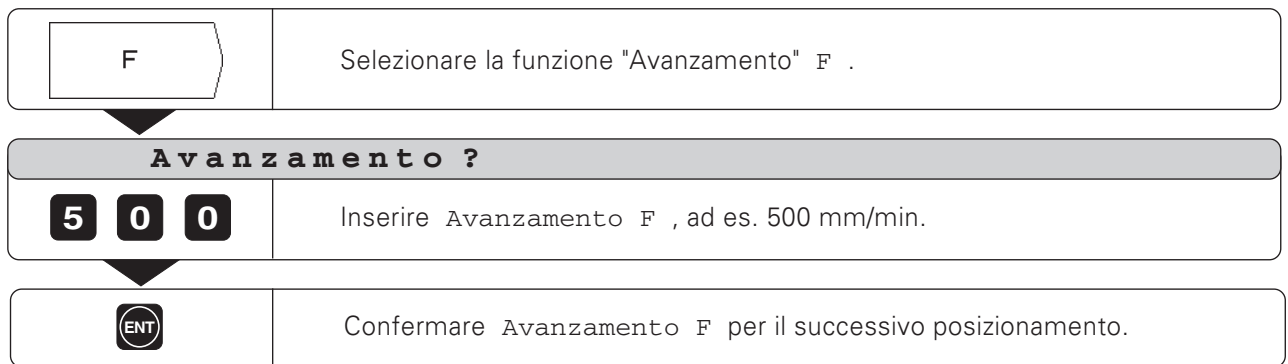 F
Selezionare la funzione "Avanzamento" F .
Avanzamento ?
5 0 0
Inserire Avanzamento F , ad es. 500 mm/min.
ENT
Confermare Avanzamento F per il successivo posizionamento.